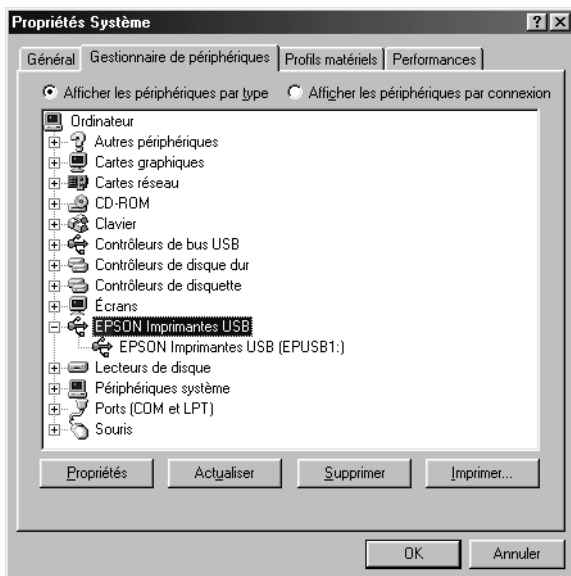 Propriétés Système
Général Gestionnaire de périphériques Profils matériels Performances
Afficher les périphériques par type Afficher les périphériques par connexion
Ordinateur
Autres périphériques
Cartes graphiques
Cartes réseau
CD-ROM
Clavier
Contrôleurs de bus USB
Contrôleurs de disque dur
Contrôleurs de disquette
Écrans
EPSON Imprimantes USB
EPSON Imprimantes USB (EPUSB1:)
Lecteurs de disque
Périphériques système
Ports (COM et LPT)
Souris
Propriétés Actualiser Supprimer Imprimer...
OK Annuler